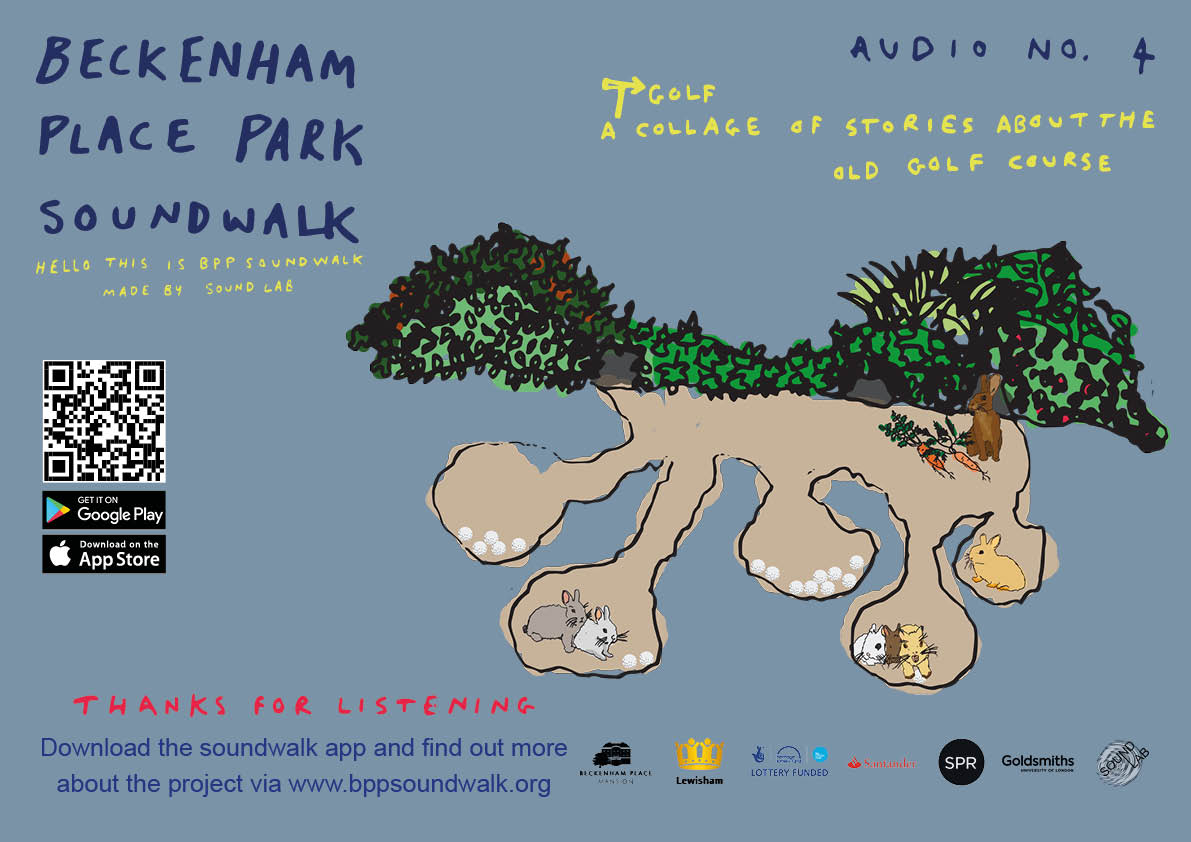 BECKENHAM
PLACE PARK
SOUNDWALK
HELLO THIS IS BPP SOUNDWALK
MADE BY SOUND LAB
AUDIO NO. 4
GOLF
A COLLAGE OF STORIES ABOUT THE
OLD GOLF COURSE
GET IT ON
Google Play
Download on the
App Store
THANKS FOR LISTENING
Download the soundwalk app and find out more
about the project via www.bppsoundwalk.org
BECKENHAM PLACE
MANSION
Lewisham
LOTTERY FUNDED
Santander
SPR
Goldsmiths
UNIVERSITY OF LONDON
SOUND
LAB